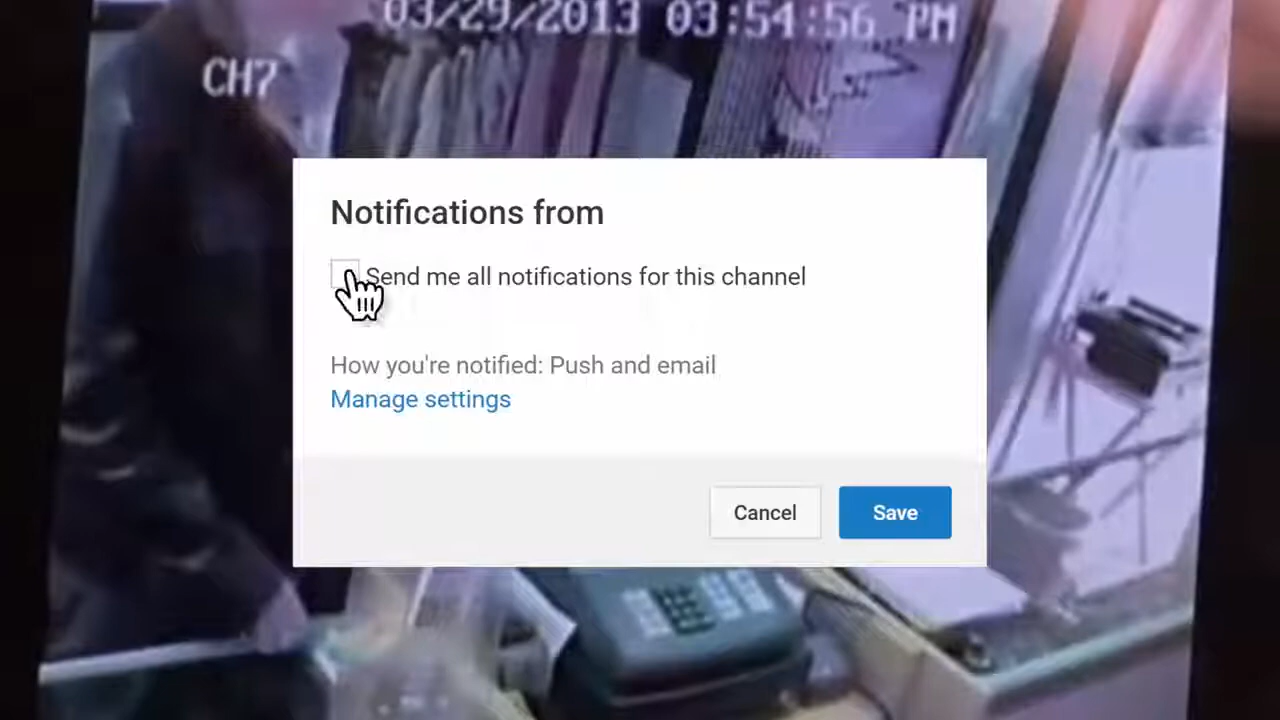 03/29/2013 03:54:56 PM
CH7
Notifications from
Send me all notifications for this channel
How you're notified: Push and email
Manage settings
Cancel
Save